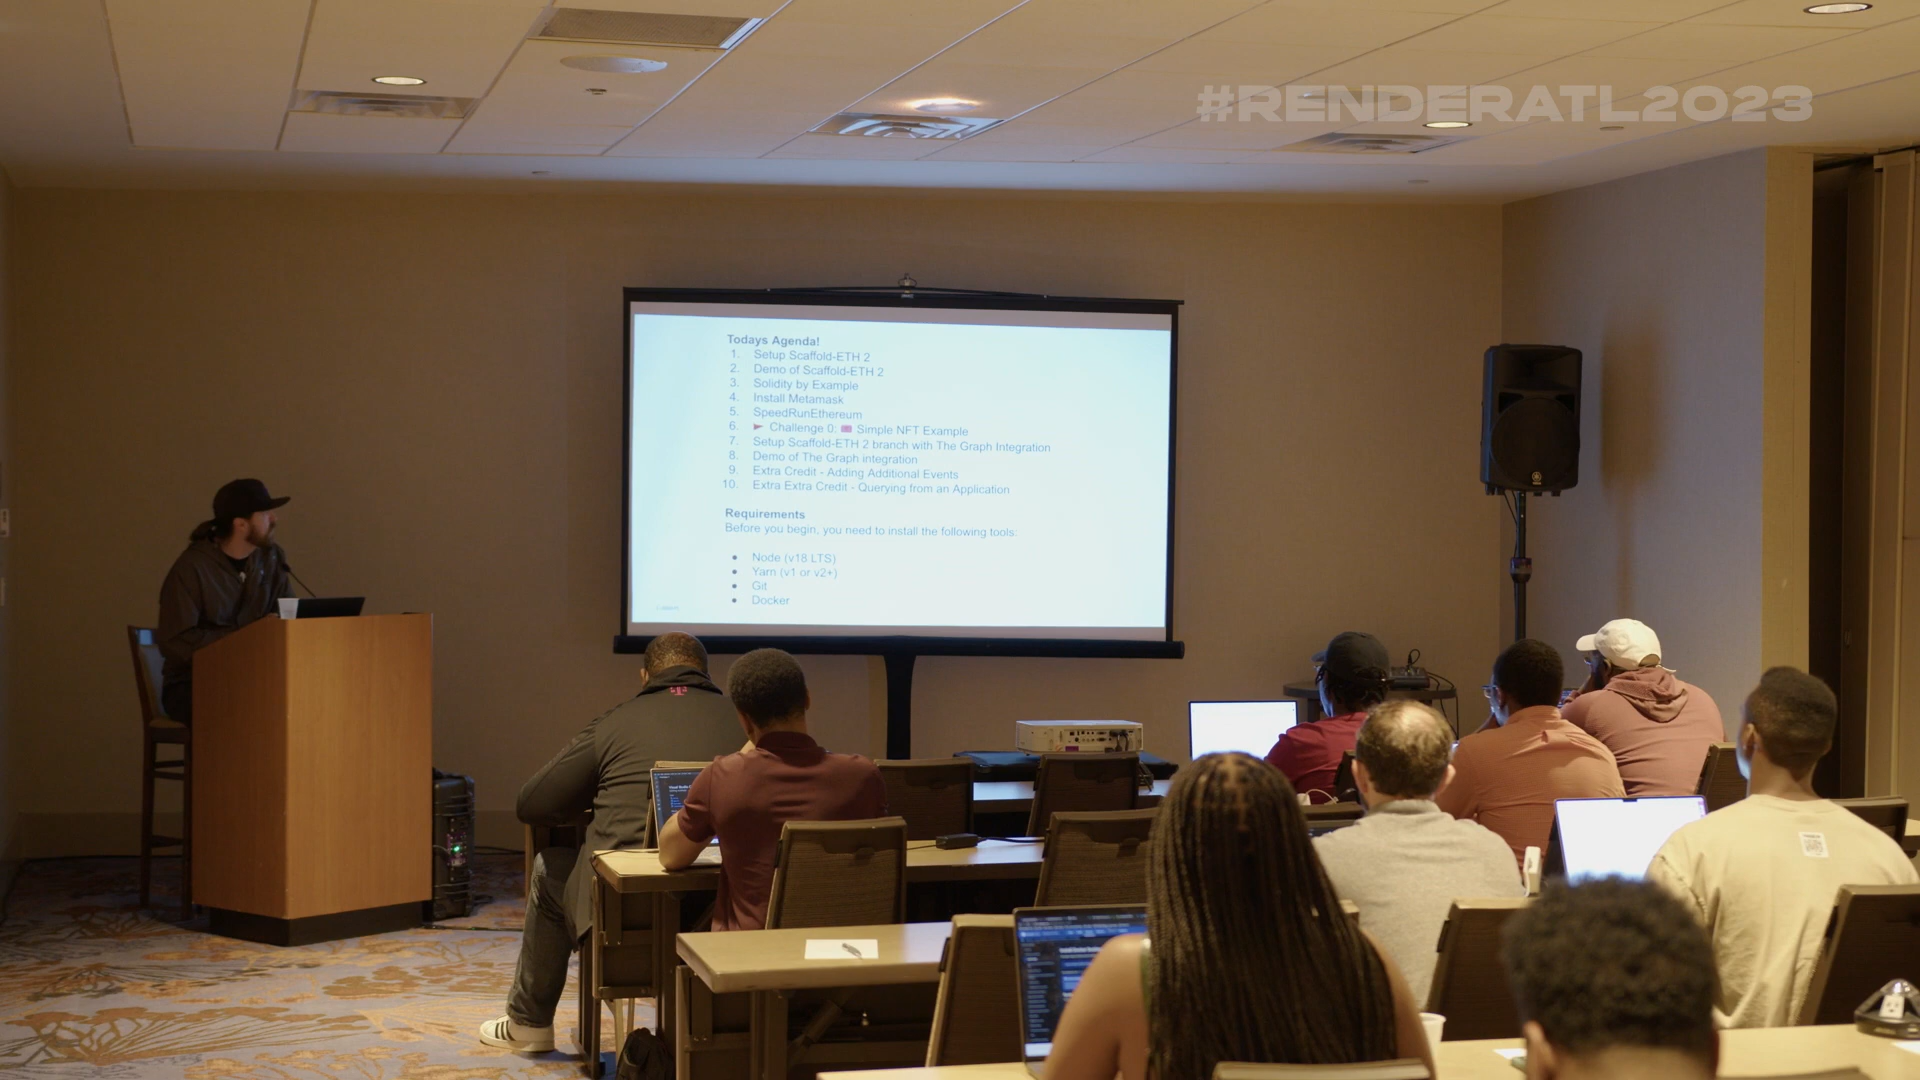 #RENDERATL2023
Todays Agenda!
1. Setup Scaffold-ETH 2
2. Demo of Scaffold-ETH 2
3. Solidity by Example
4. Install Metamask
5. SpeedRunEthereum
6. 🚩 Challenge 0: 🎟 Simple NFT Example
7. Setup Scaffold-ETH 2 branch with The Graph Integration
8. Demo of The Graph integration
9. Extra Credit - Adding Additional Events
10. Extra Extra Credit - Querying from an Application
Requirements
Before you begin, you need to install the following tools:
• Node (v18 LTS)
• Yarn (v1 or v2+)
• Git
• Docker